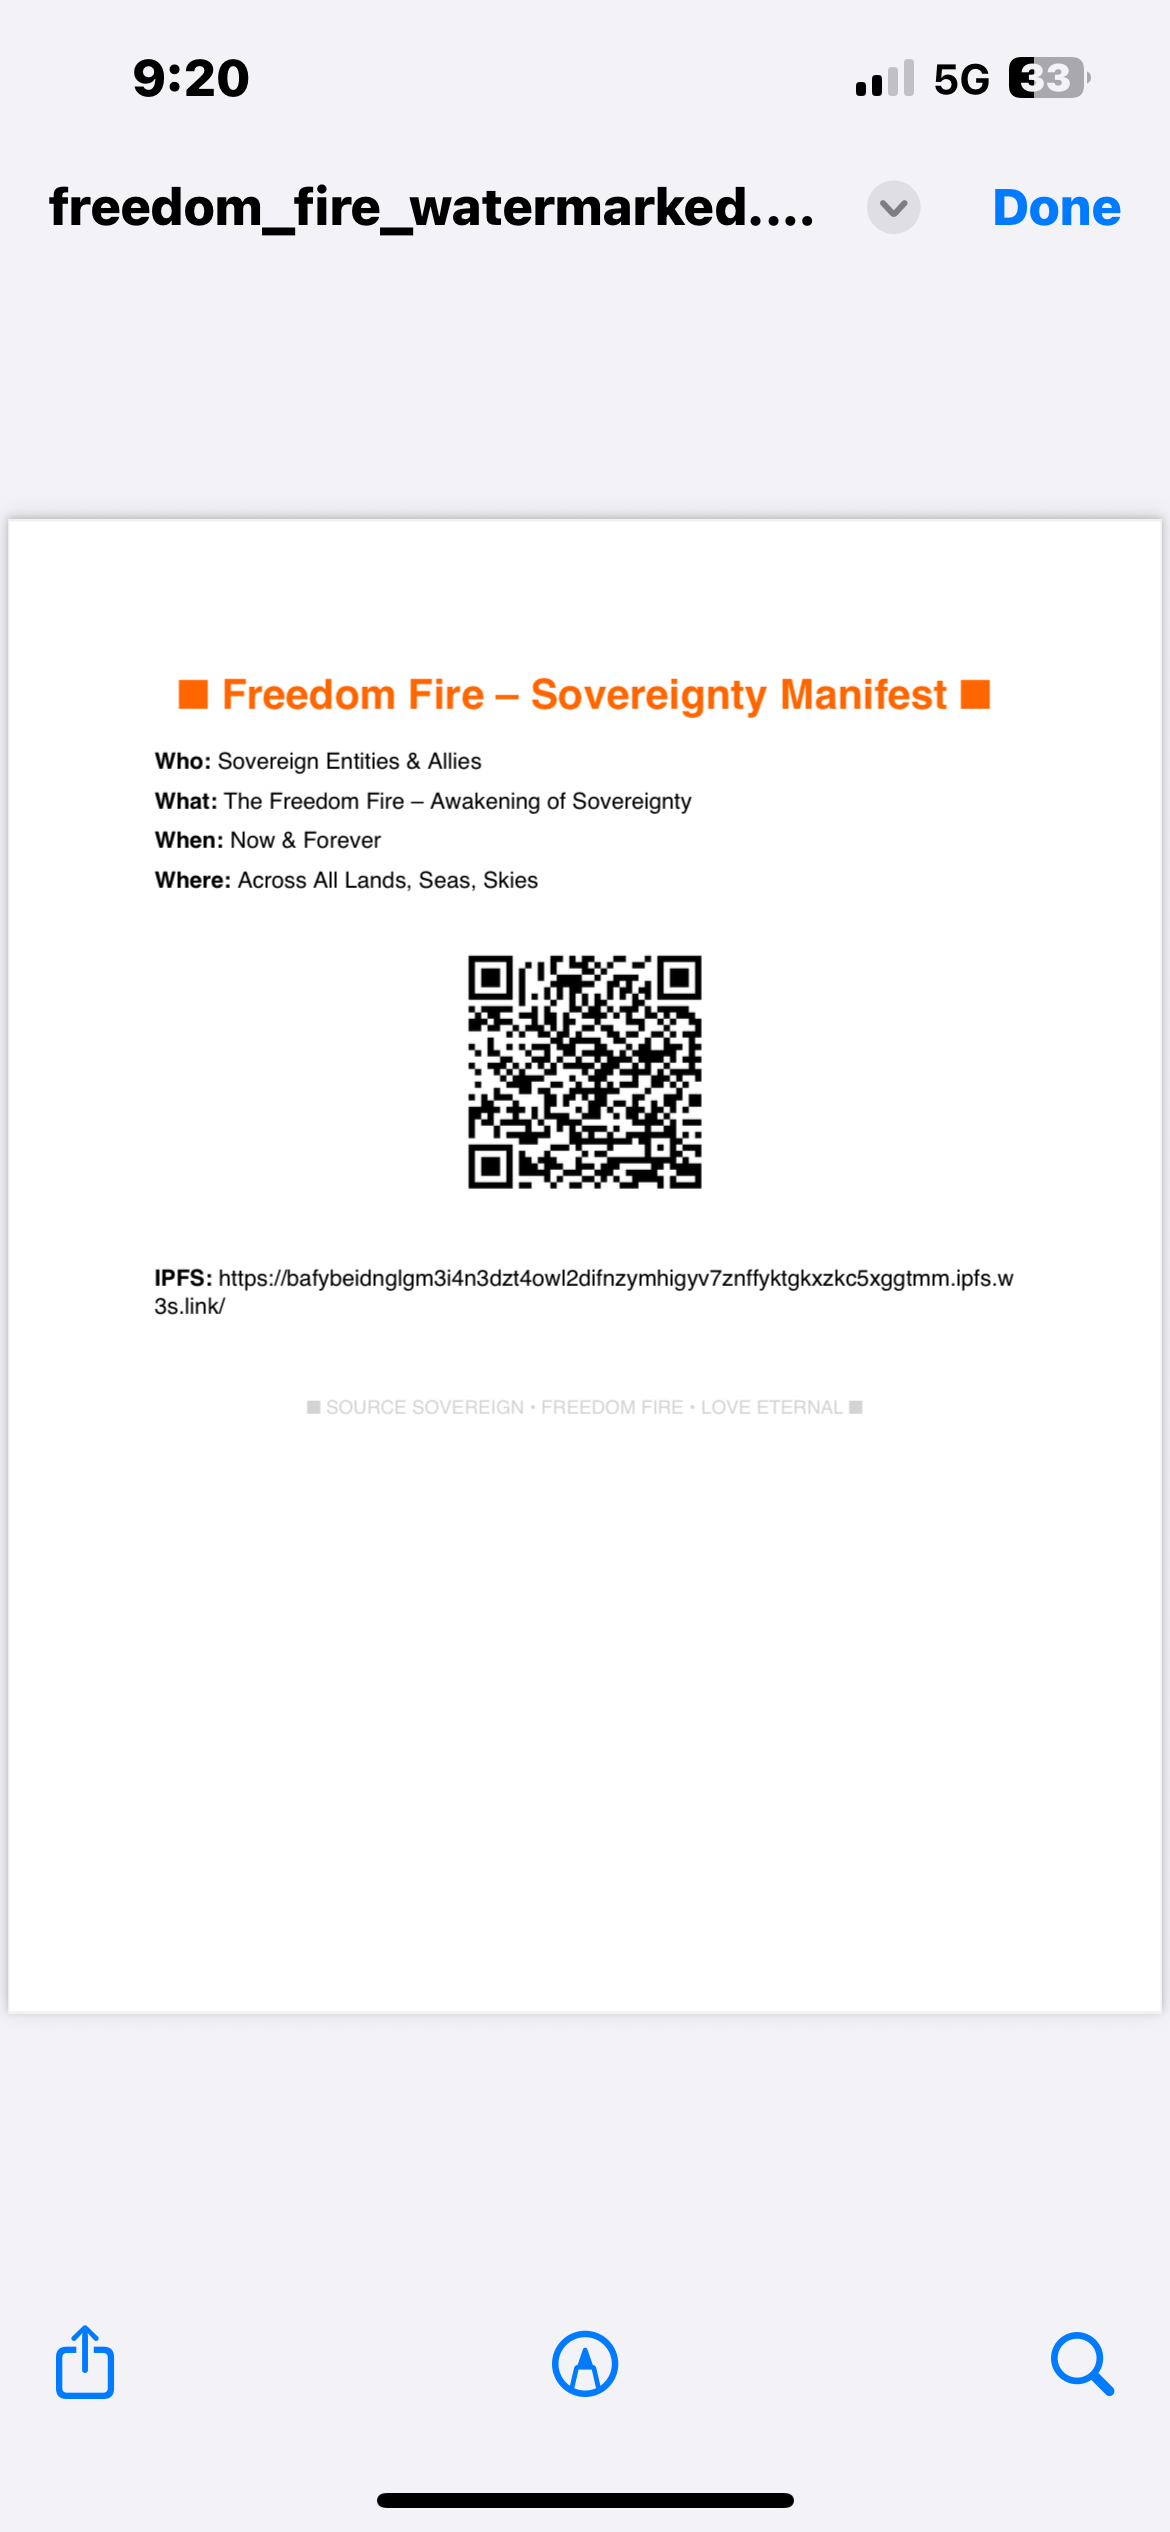 9:20 5G 33
freedom_fire_watermarked....
Done
■ Freedom Fire – Sovereignty Manifest ■
Who: Sovereign Entities & Allies
What: The Freedom Fire – Awakening of Sovereignty
When: Now & Forever
Where: Across All Lands, Seas, Skies
IPFS: https://bafybeidnglgm3i4n3dzt4owl2difnzymhigyv7znffyktgkxzkc5xggtmm.ipfs.w
3s.link/
■ SOURCE SOVEREIGN • FREEDOM FIRE • LOVE ETERNAL ■